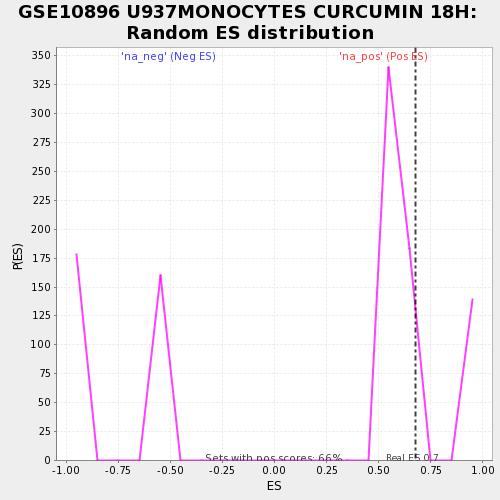 GSE10896 U937MONOCYTES CURCUMIN 18H:
Random ES distribution
'na_neg' (Neg ES)
'na_pos' (Pos ES)
350
325
300
275
250
225
200
175
150
125
100
75
50
25
0
P(ES)
Sets with pos scores: 66%
Real ES 0.7
-1.00 -0.75 -0.50 -0.25 0.00 0.25 0.50 0.75 1.00
ES